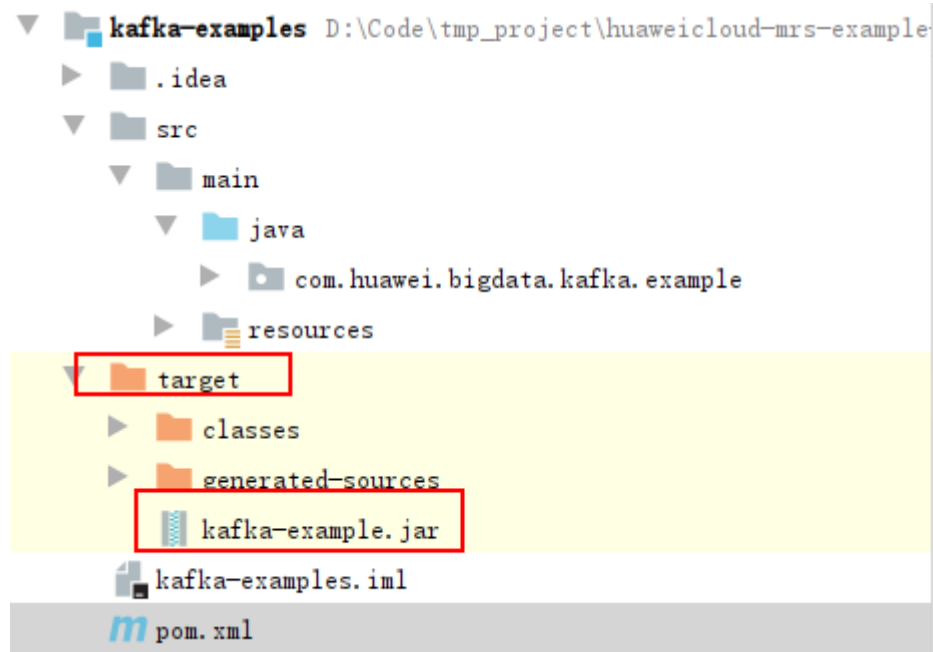 kafka-examples D:\Code\tmp_project\huaweicloud-mrs-example-
.idea
src
main
java
com.huawei.bigdata.kafka.example
resources
target
classes
generated-sources
kafka-example.jar
kafka-examples.iml
m pom.xml